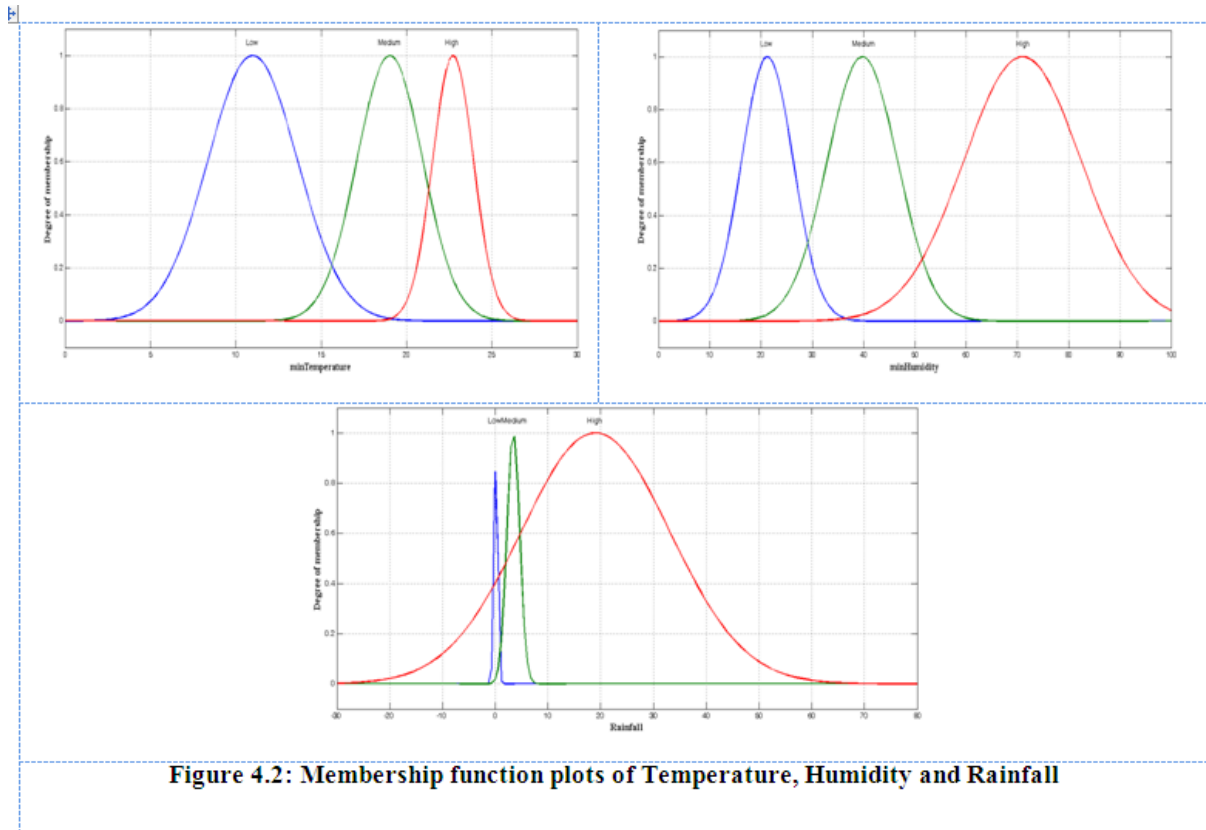 Low Medium High
1
0.8
0.6
0.4
0.2
0
Degree of membership
0 5 10 15 20 25 30
minTemperature
Low Medium High
1
0.8
0.6
0.4
0.2
0
Degree of membership
0 10 20 30 40 50 60 70 80 90 100
minHumidity
LowMedium High
1
0.8
0.6
0.4
0.2
0
Degree of membership
-30 -20 -10 0 10 20 30 40 50 60 70 80
Rainfall
Figure 4.2: Membership function plots of Temperature, Humidity and Rainfall